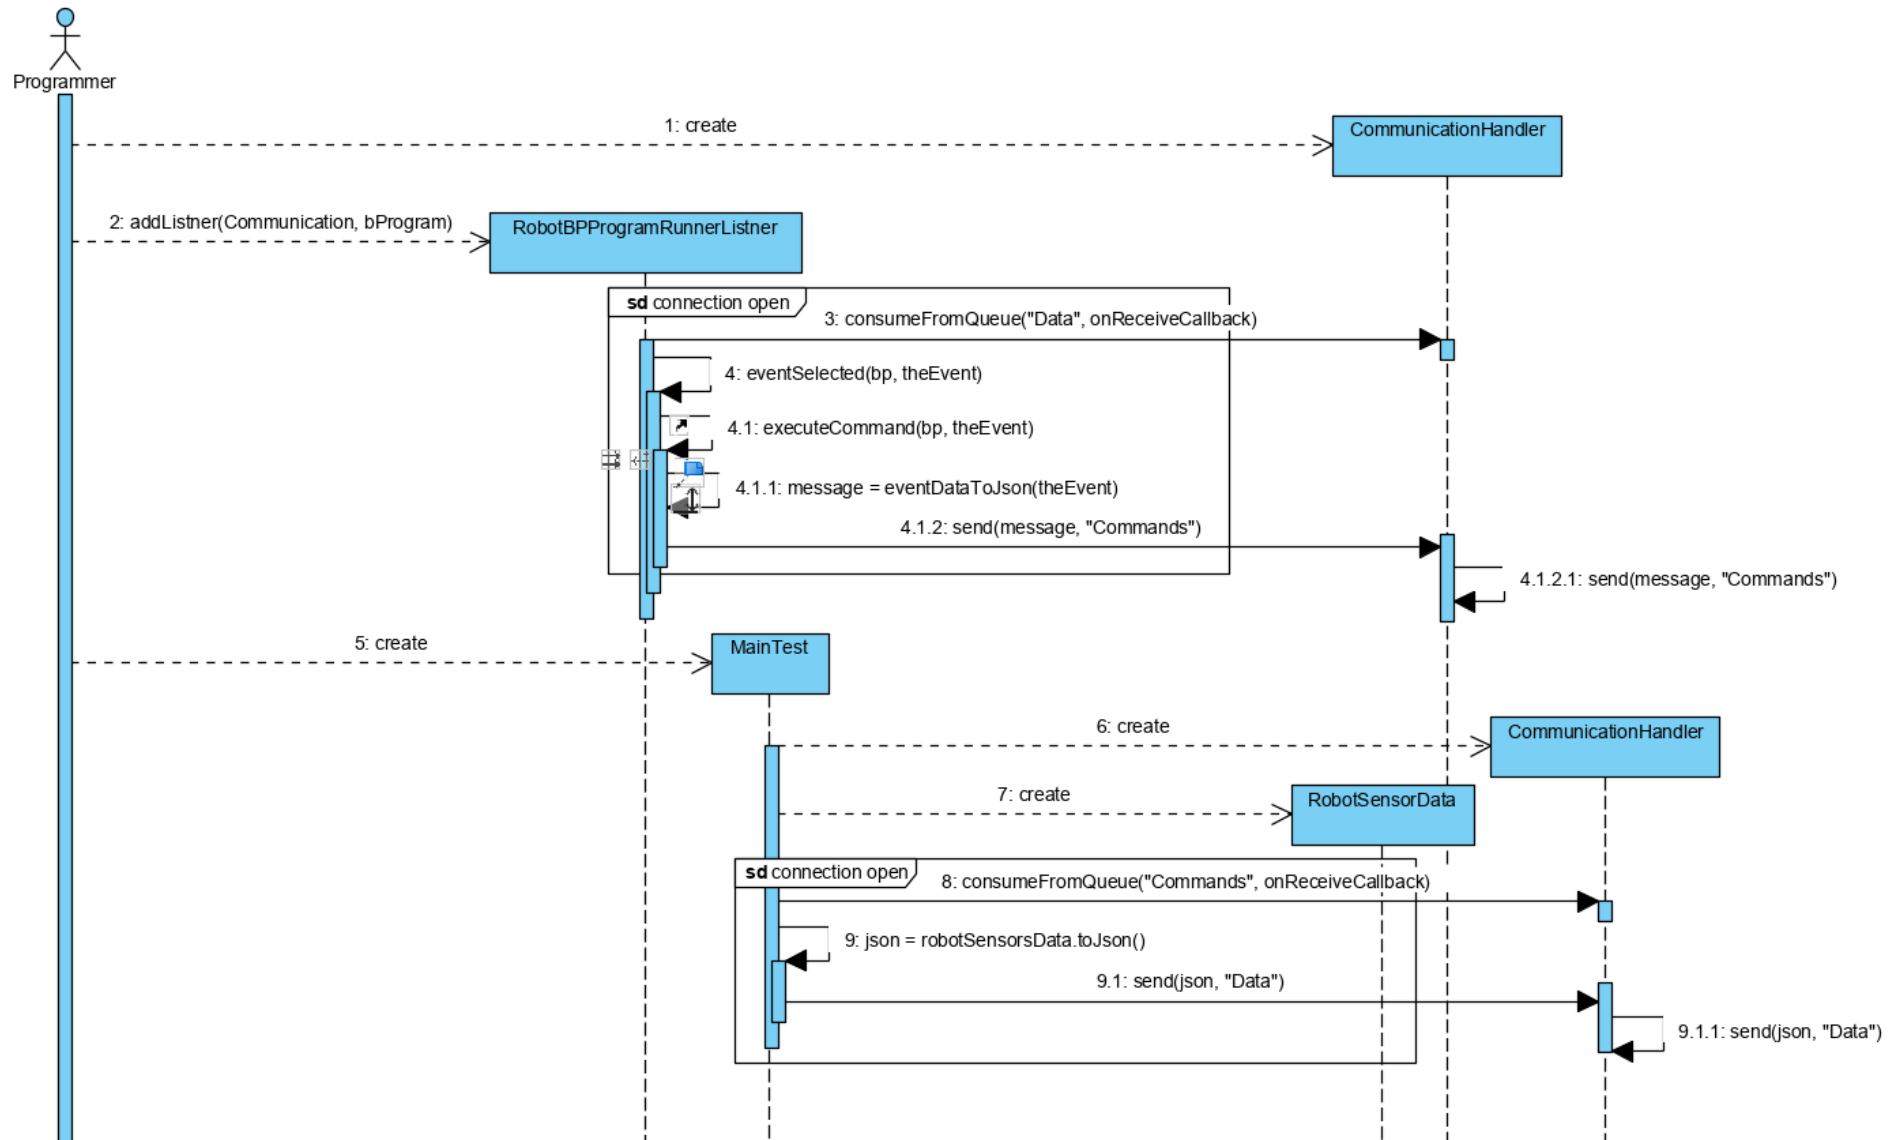 Programmer
1: create
CommunicationHandler
2: addListner(Communication, bProgram)
RobotBPProgramRunnerListner
sd connection open
3: consumeFromQueue("Data", onReceiveCallback)
4: eventSelected(bp, theEvent)
4.1: executeCommand(bp, theEvent)
4.1.1: message = eventDataToJson(theEvent)
4.1.2: send(message, "Commands")
4.1.2.1: send(message, "Commands")
5: create
MainTest
6: create
CommunicationHandler
7: create
RobotSensorData
sd connection open
8: consumeFromQueue("Commands", onReceiveCallback)
9: json = robotSensorsData.toJson()
9.1: send(json, "Data")
9.1.1: send(json, "Data")